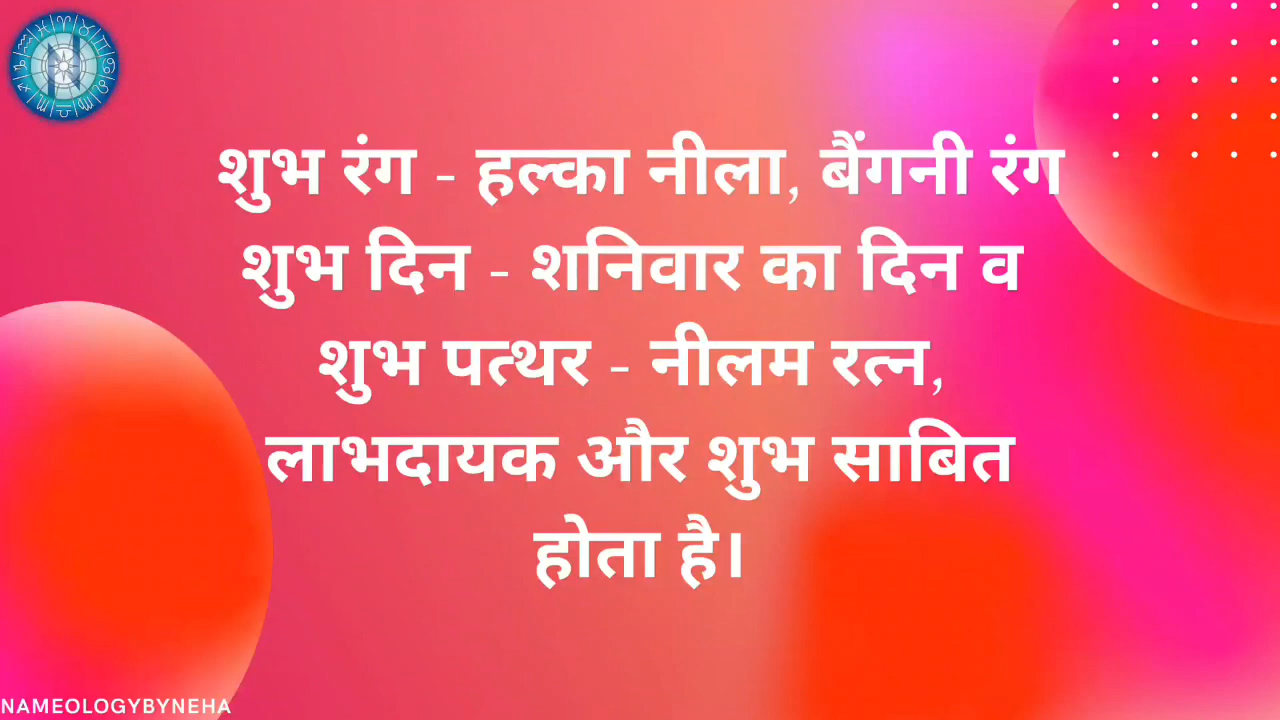 शुभ रंग - हल्का नीला, बैंगनी रंग
शुभ दिन - शनिवार का दिन व
शुभ पत्थर - नीलम रत्न,
लाभदायक और शुभ साबित
होता है।
NAMEOLOGYBYNEHA